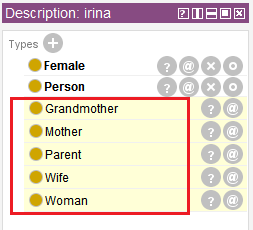 Description: irina
Types
Female
Person
Grandmother
Mother
Parent
Wife
Woman